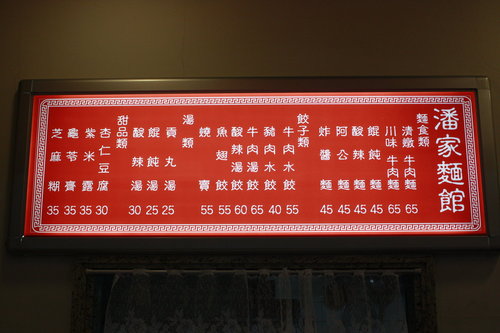 潘家麵館
麵食類
清燉牛肉麵 65
川味牛肉麵 65
餛飩麵 45
酸辣麵 45
阿公麵 45
炸醬麵 45
餃子類
牛肉水餃 55
豬肉水餃 40
牛肉湯餃 65
酸辣湯餃 60
魚翅餃 55
燒賣 55
湯類
貢丸湯 25
餛飩湯 25
酸辣湯 30
甜品類
杏仁豆腐 30
紫米露 35
龜苓膏 35
芝麻糊 35